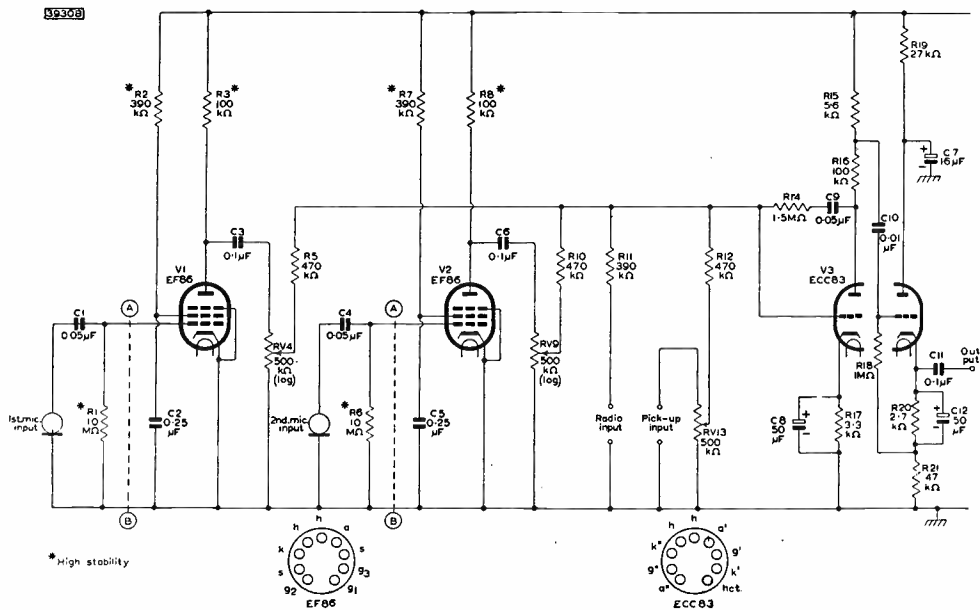 39308
R2
390
kΩ
*
R3
100
kΩ
*
R7
390
kΩ
*
R8
100
kΩ
*
R15
5·6
kΩ
R19
27kΩ
R16
100
kΩ
+
C7
16μF
-
R14
1·5MΩ
C9
0·05μF
C10
0·01
μF
V1
EF86
C3
0·1μF
R5
470
kΩ
V2
EF86
C6
0·1μF
R10
470
kΩ
R11
390
kΩ
R12
470
kΩ
V3
ECC83
C1
0·05μF
A
RV4
500
kΩ
(log)
C4
0·05μF
A
RV9
500
kΩ
(log)
R18
1MΩ
C11
0·1μF
Out
put
1st.mic.
input
*
R1
10
MΩ
C2
0·25
μF
2nd.mic.
input
*
R6
10
MΩ
C5
0·25
μF
Radio
input
Pick-up
input
RV13
500
kΩ
+
C8
50
μF
-
R17
3·3
kΩ
R20
2·7
kΩ
+
C12
50
μF
-
R21
47
kΩ
B
B
*High stability
h
h
a
k
s
s
g3
g2
g1
EF86
h
h
a'
k"
g'
g"
k'
a"
hct.
ECC83